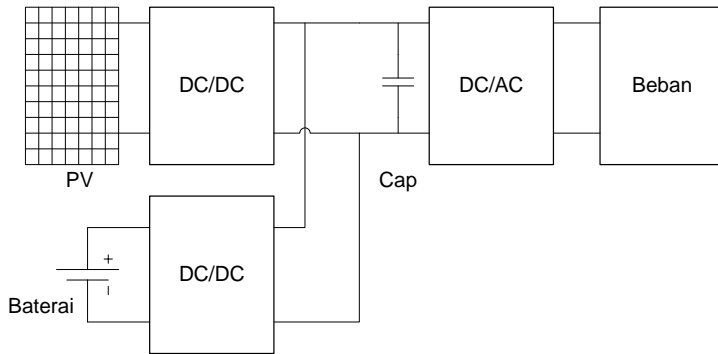 DC/DC
DC/AC
Beban
PV
Cap
DC/DC
+
Baterai
-